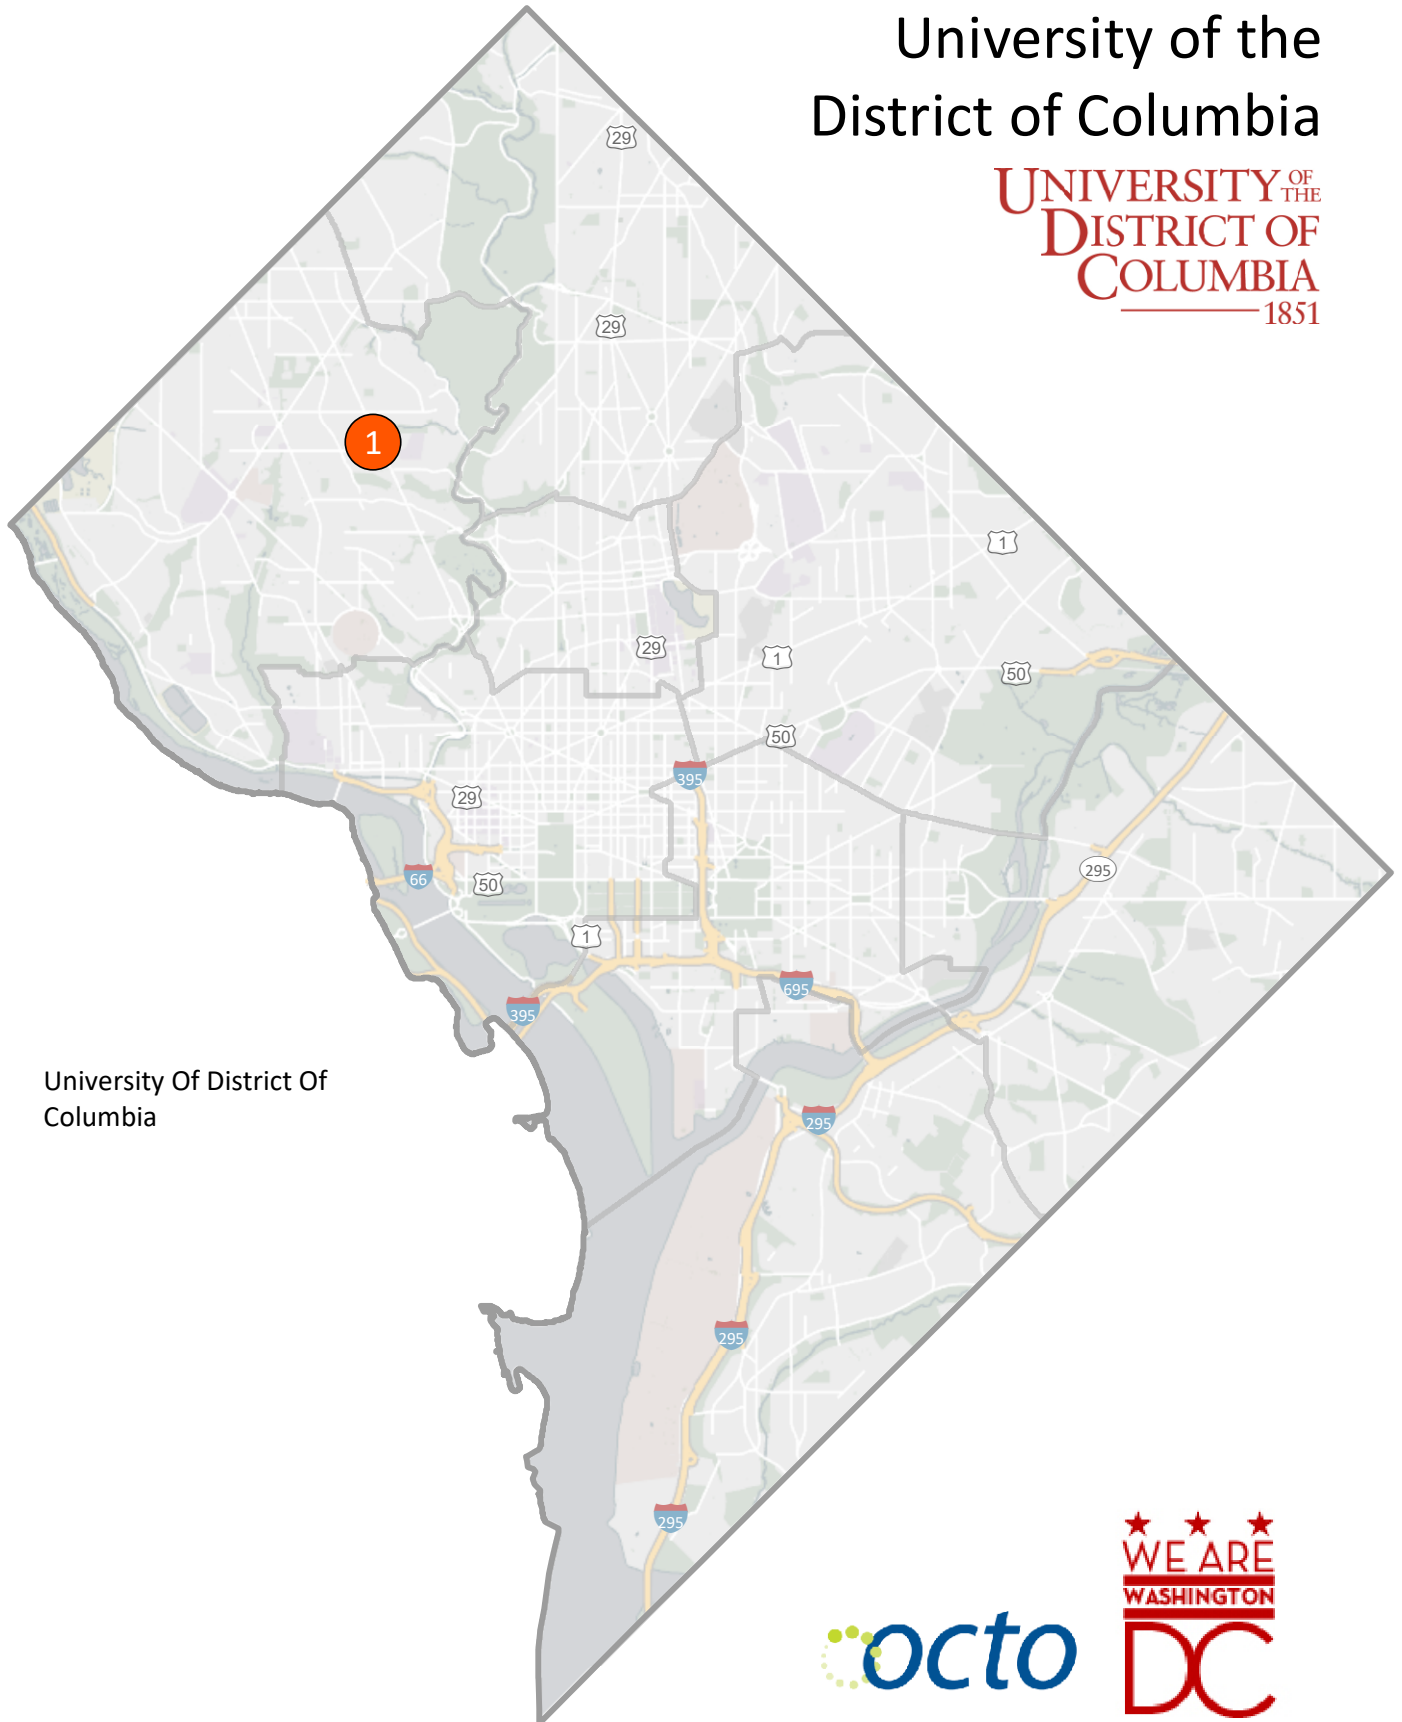 University of the
District of Columbia
UNIVERSITY OF THE
DISTRICT OF
COLUMBIA
1851
29
29
1
1
29
1
50
50
395
29
66
50
295
1
695
395
University Of District Of
Columbia
295
295
295
WE ARE
WASHINGTON
DC
octo